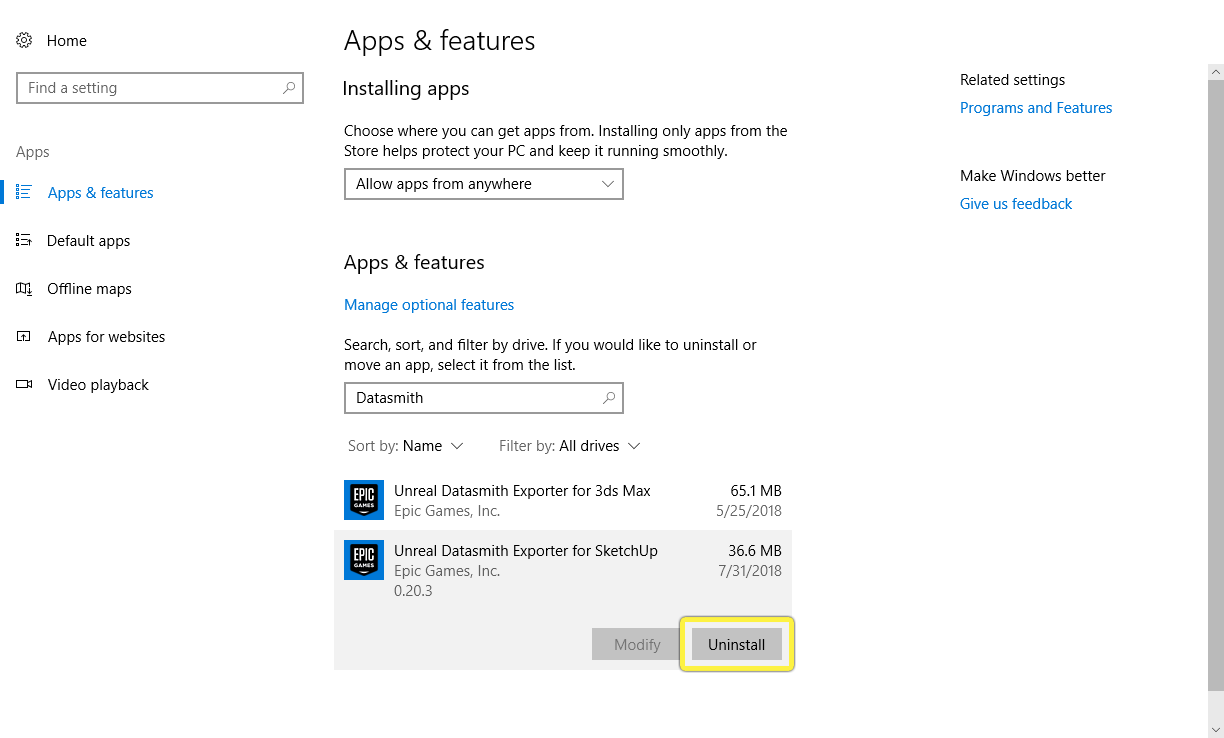 Home
Find a setting
Apps
Apps & features
Default apps
Offline maps
Apps for websites
Video playback
Apps & features
Installing apps
Choose where you can get apps from. Installing only apps from the
Store helps protect your PC and keep it running smoothly.
Allow apps from anywhere
Apps & features
Manage optional features
Search, sort, and filter by drive. If you would like to uninstall or
move an app, select it from the list.
Datasmith
Sort by: Name Filter by: All drives
EPIC
GAMES
Unreal Datasmith Exporter for 3ds Max 65.1 MB
Epic Games, Inc. 5/25/2018
EPIC
GAMES
Unreal Datasmith Exporter for SketchUp 36.6 MB
Epic Games, Inc. 7/31/2018
0.20.3
Modify Uninstall
Related settings
Programs and Features
Make Windows better
Give us feedback